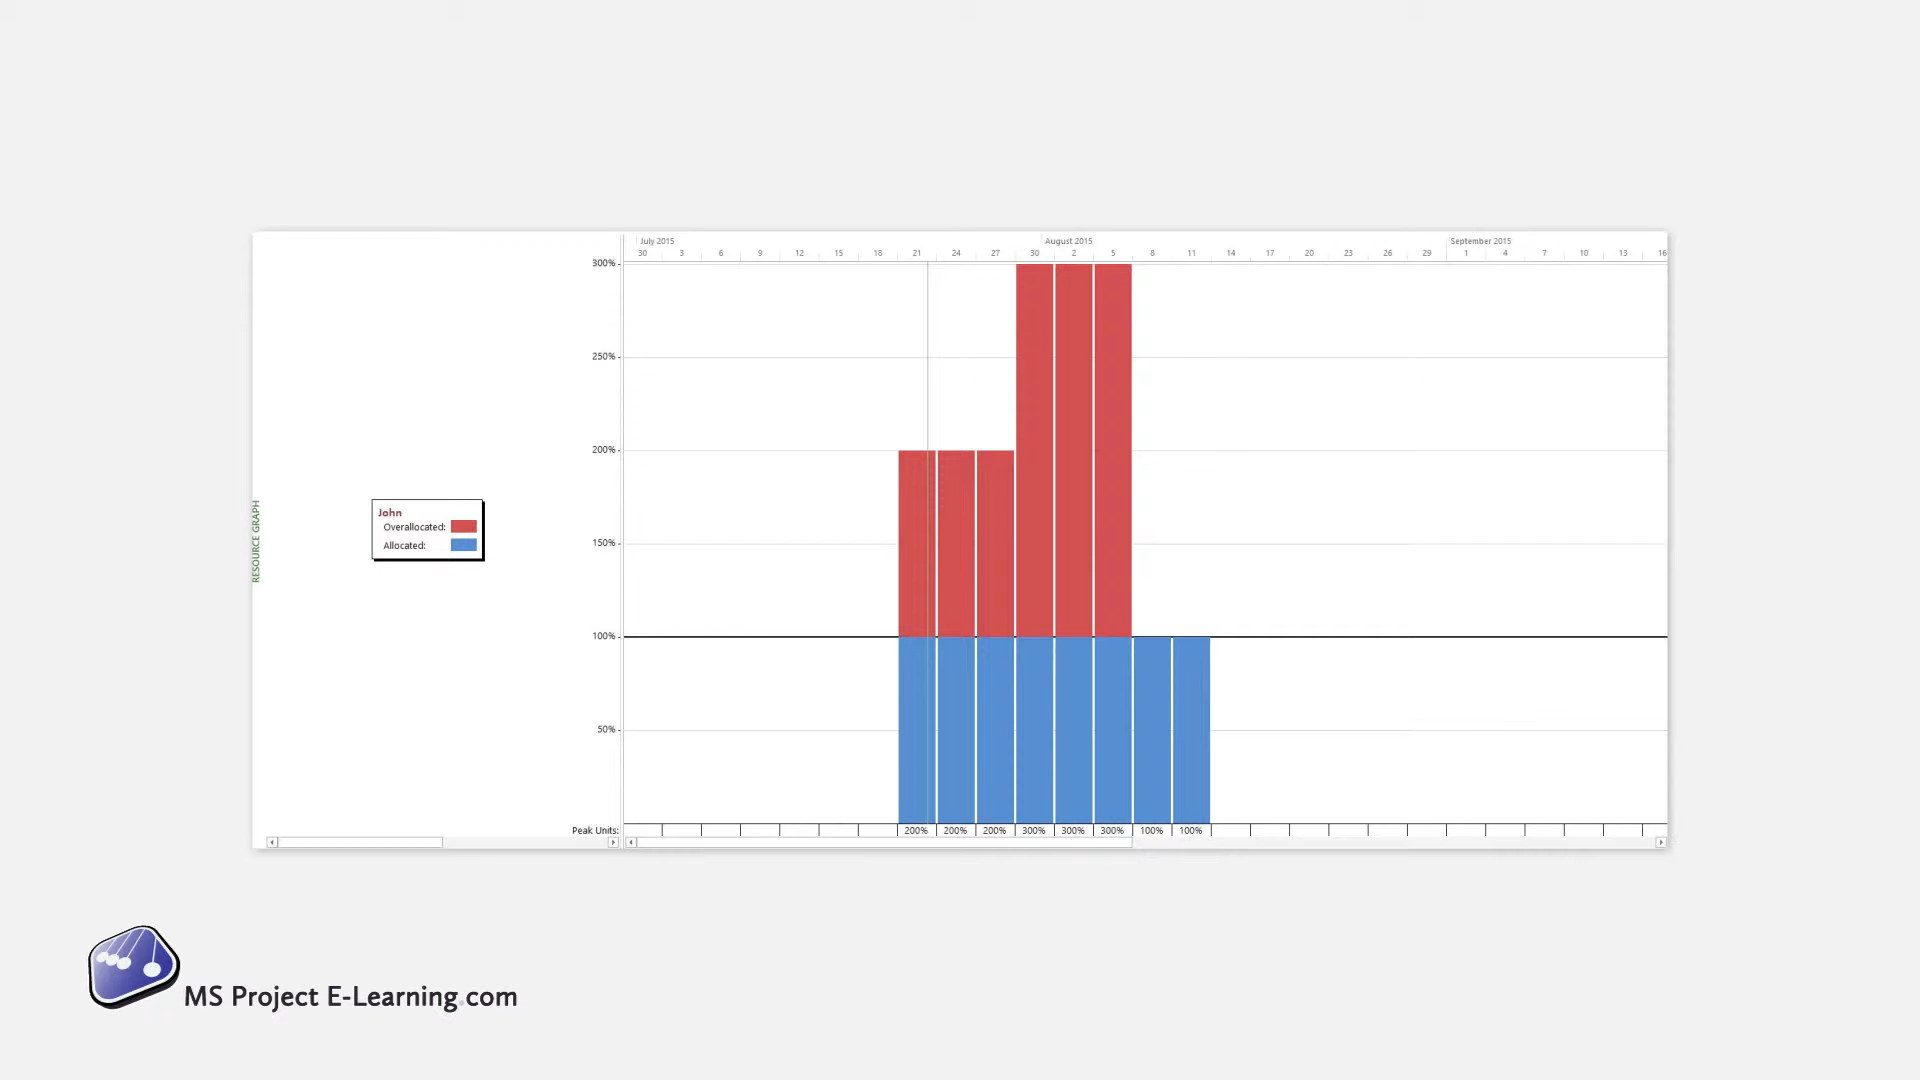 July 2015 August 2015 September 2015
30 3 6 9 12 15 18 21 24 27 30 2 5 8 11 14 17 20 23 26 29 1 4 7 10 13 16
300%
250%
200%
150%
100%
50%
RESOURCE GRAPH
John
Overallocated:
Allocated:
Peak Units: 200% 200% 200% 300% 300% 300% 100% 100%
MS Project E-Learning.com